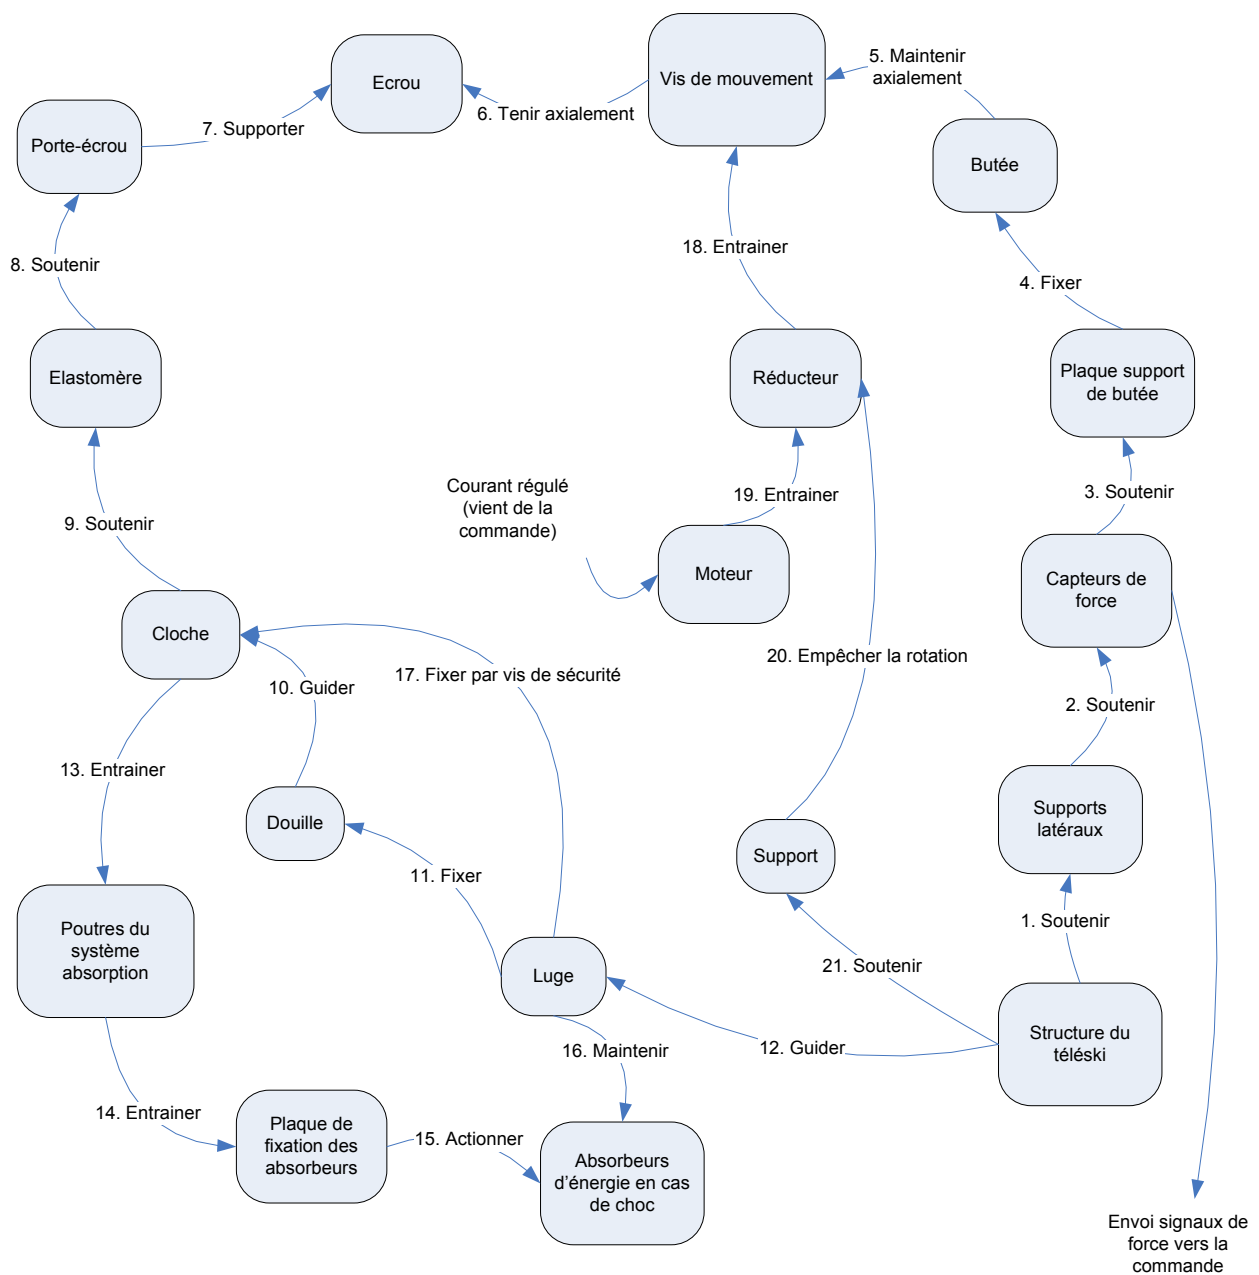 Ecrou
Vis de mouvement
5. Maintenir
axialement
6. Tenir axialement
7. Supporter
Porte-écrou
Butée
18. Entrainer
8. Soutenir
4. Fixer
Elastomère
Réducteur
Plaque support
de butée
Courant régulé
(vient de la
commande)
19. Entrainer
3. Soutenir
9. Soutenir
Moteur
Capteurs de
force
Cloche
20. Empêcher la rotation
17. Fixer par vis de sécurité
10. Guider
2. Soutenir
13. Entrainer
Douille
Supports
latéraux
Support
11. Fixer
1. Soutenir
Poutres du
système
absorption
21. Soutenir
Luge
Structure du
téléski
12. Guider
16. Maintenir
14. Entrainer
Plaque de
fixation des
absorbeurs
15. Actionner
Absorbeurs
d’énergie en cas
de choc
Envoi signaux de
force vers la
commande